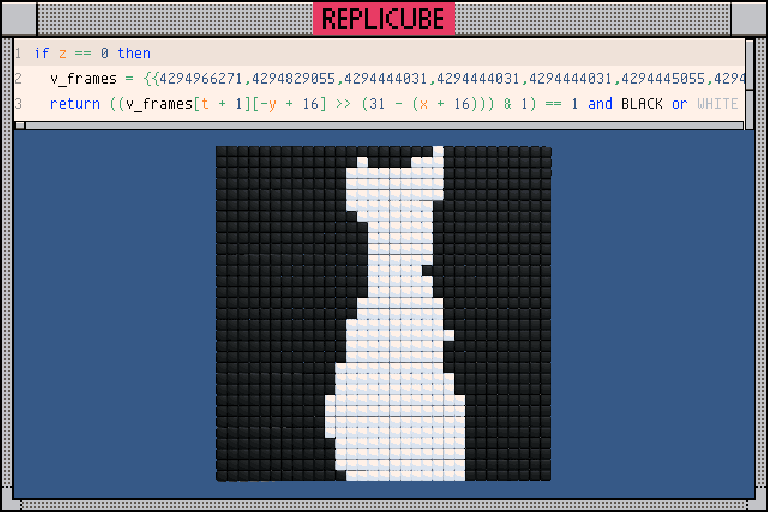 REPLICUBE
1 if z == 0 then
2 v_frames = {{4294966271,4294829055,4294444031,4294444031,4294444031,4294445055,4294
3 return ((v_frames[t + 1][-y + 16] >> (31 - (x + 16))) & 1) == 1 and BLACK or WHITE